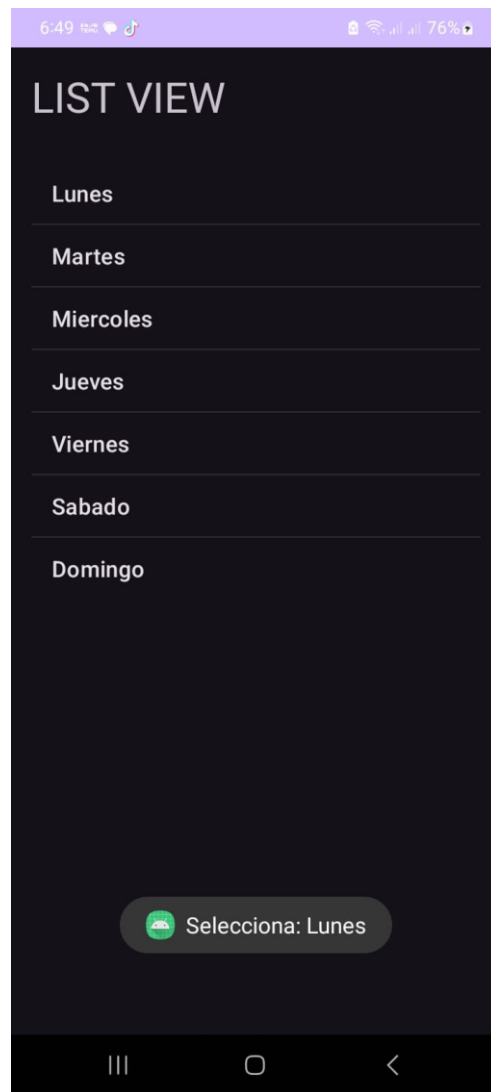 6:49
76%
LIST VIEW
Lunes
Martes
Miercoles
Jueves
Viernes
Sabado
Domingo
Selecciona: Lunes